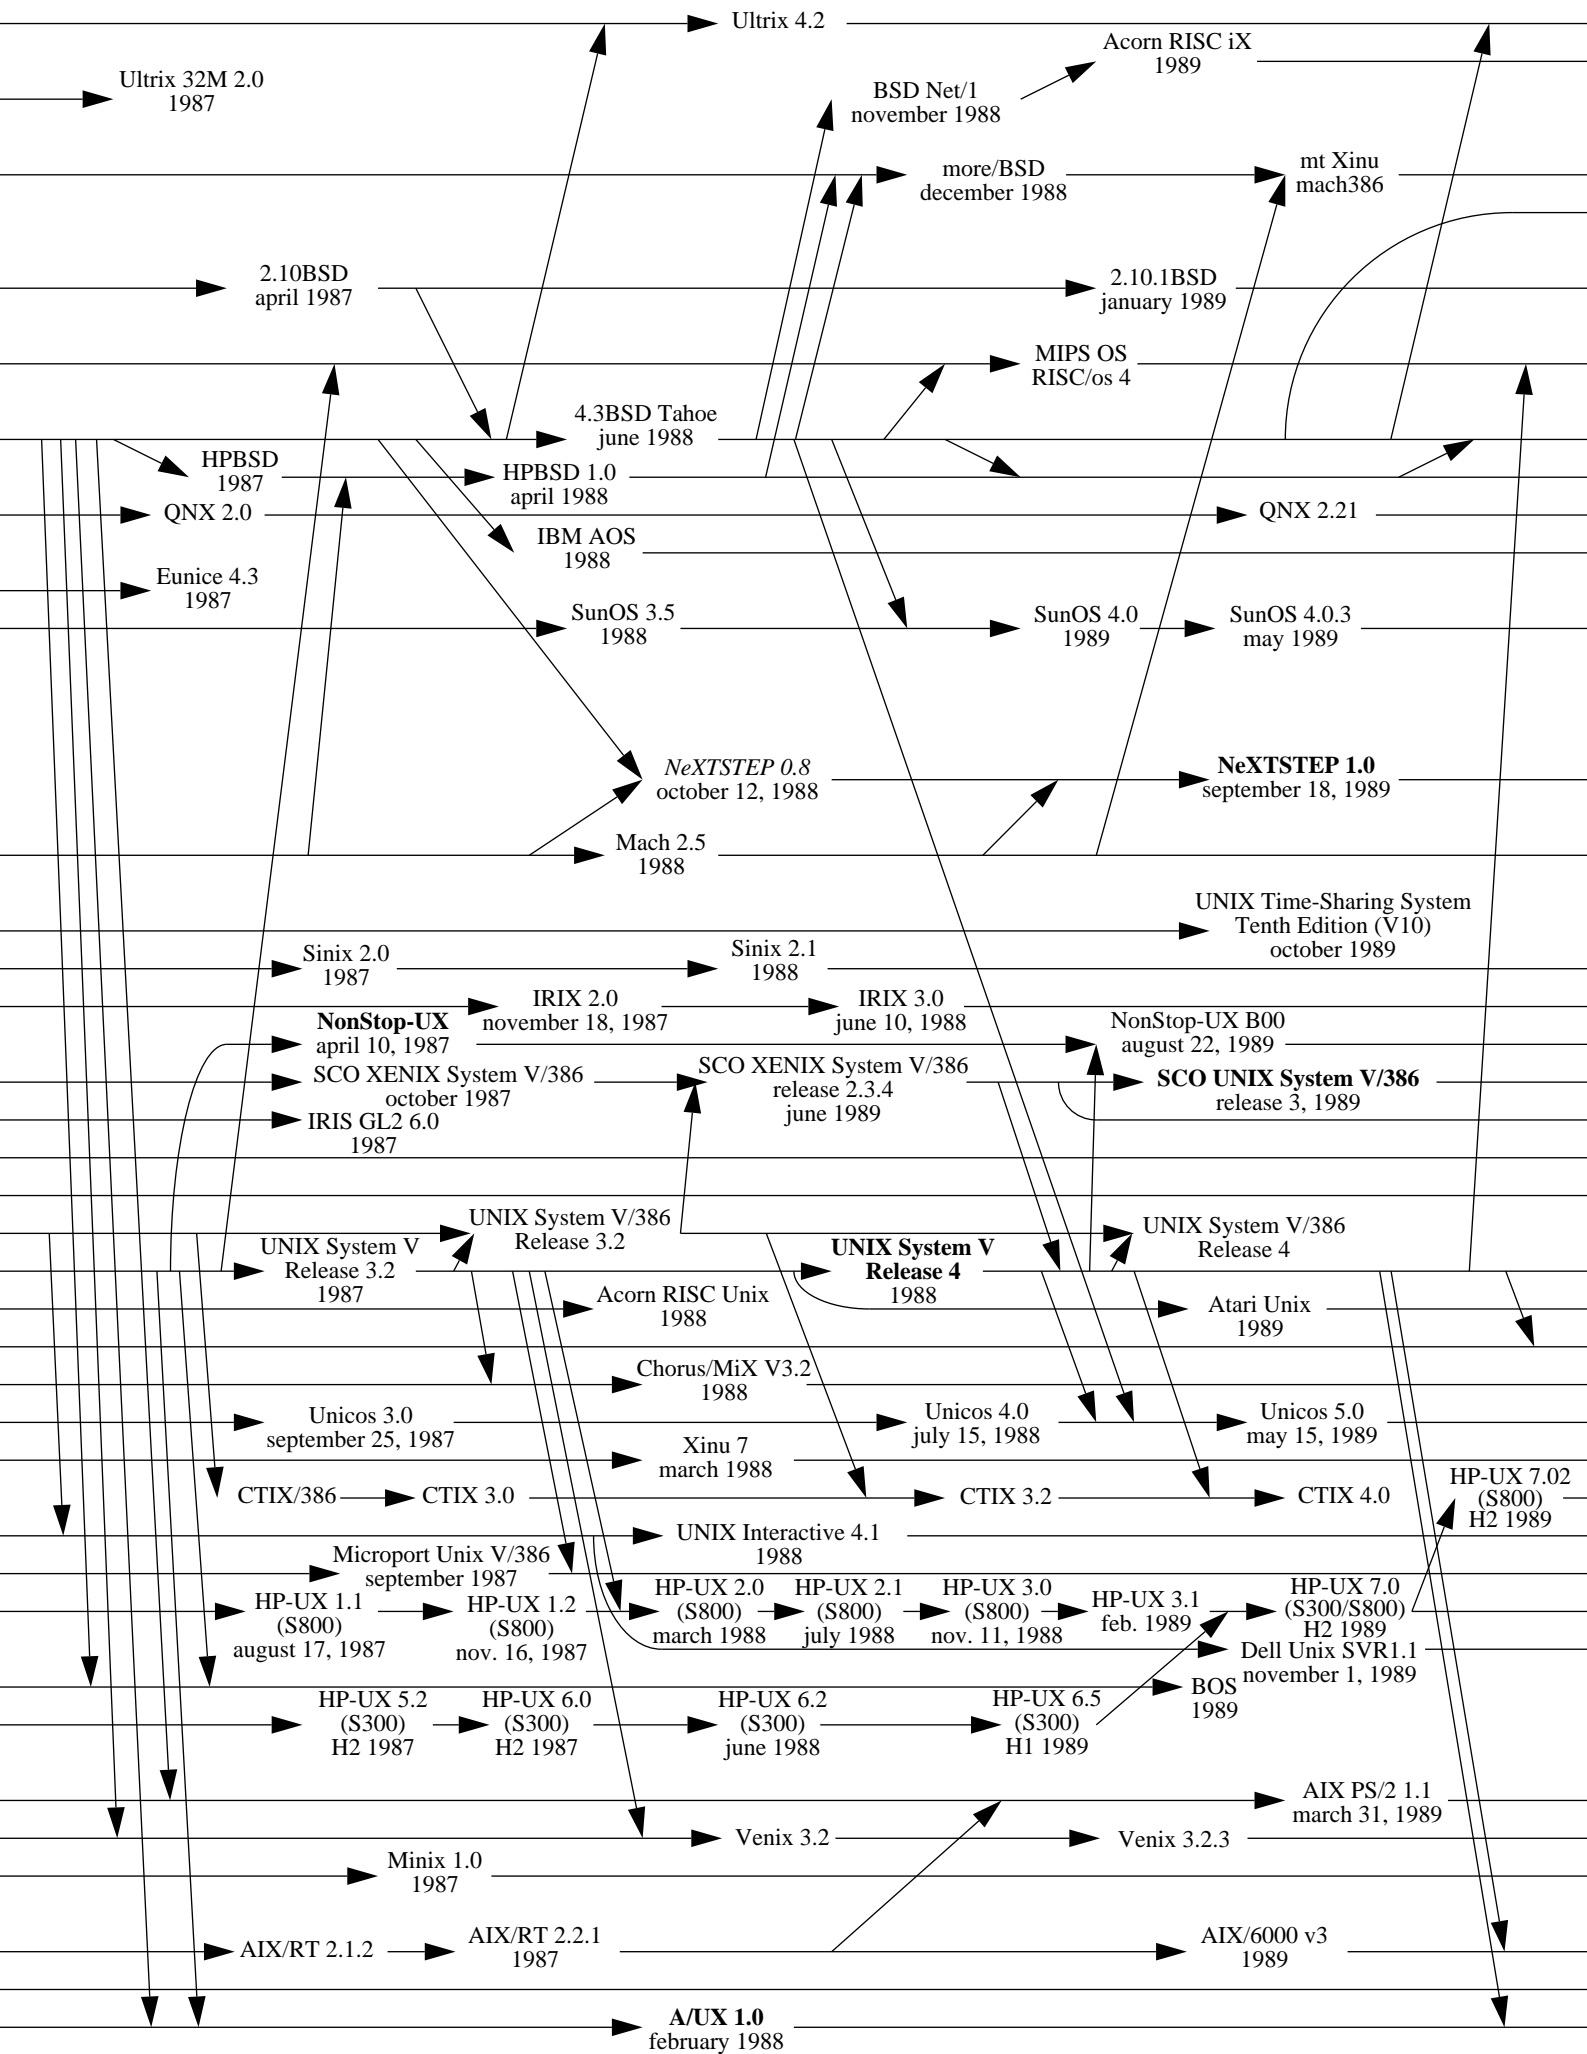 Ultrix 4.2
Acorn RISC iX
1989
Ultrix 32M 2.0
1987
BSD Net/1
november 1988
more/BSD
december 1988
mt Xinu
mach386
2.10BSD
april 1987
2.10.1BSD
january 1989
MIPS OS
RISC/os 4
4.3BSD Tahoe
june 1988
HPBSD
1987
HPBSD 1.0
april 1988
QNX 2.0
QNX 2.21
IBM AOS
1988
Eunice 4.3
1987
SunOS 3.5
1988
SunOS 4.0
1989
SunOS 4.0.3
may 1989
NeXTSTEP 0.8
october 12, 1988
NeXTSTEP 1.0
september 18, 1989
Mach 2.5
1988
UNIX Time-Sharing System
Tenth Edition (V10)
october 1989
Sinix 2.0
1987
Sinix 2.1
1988
IRIX 2.0
november 18, 1987
IRIX 3.0
june 10, 1988
NonStop-UX
april 10, 1987
NonStop-UX B00
august 22, 1989
SCO XENIX System V/386
october 1987
SCO XENIX System V/386
release 2.3.4
june 1989
SCO UNIX System V/386
release 3, 1989
IRIS GL2 6.0
1987
UNIX System V/386
Release 3.2
UNIX System V/386
Release 4
UNIX System V
Release 3.2
1987
UNIX System V
Release 4
1988
Acorn RISC Unix
1988
Atari Unix
1989
Chorus/MiX V3.2
1988
Unicos 3.0
september 25, 1987
Unicos 4.0
july 15, 1988
Unicos 5.0
may 15, 1989
Xinu 7
march 1988
CTIX/386
CTIX 3.0
CTIX 3.2
CTIX 4.0
HP-UX 7.02
(S800)
H2 1989
UNIX Interactive 4.1
1988
Microport Unix V/386
september 1987
HP-UX 1.1
(S800)
august 17, 1987
HP-UX 1.2
(S800)
nov. 16, 1987
HP-UX 2.0
(S800)
march 1988
HP-UX 2.1
(S800)
july 1988
HP-UX 3.0
(S800)
nov. 11, 1988
HP-UX 3.1
feb. 1989
HP-UX 7.0
(S300/S800)
H2 1989
Dell Unix SVR1.1
november 1, 1989
BOS
1989
HP-UX 5.2
(S300)
H2 1987
HP-UX 6.0
(S300)
H2 1987
HP-UX 6.2
(S300)
june 1988
HP-UX 6.5
(S300)
H1 1989
AIX PS/2 1.1
march 31, 1989
Venix 3.2
Venix 3.2.3
Minix 1.0
1987
AIX/RT 2.1.2
AIX/RT 2.2.1
1987
AIX/6000 v3
1989
A/UX 1.0
february 1988